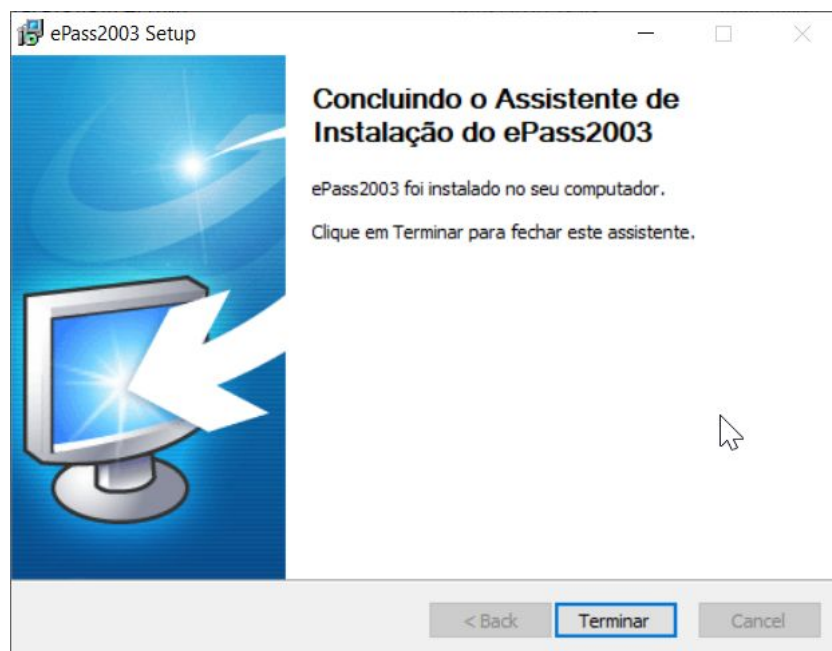 ePass2003 Setup
Concluindo o Assistente de
Instalação do ePass2003
ePass2003 foi instalado no seu computador.
Clique em Terminar para fechar este assistente.
< Back
Terminar
Cancel